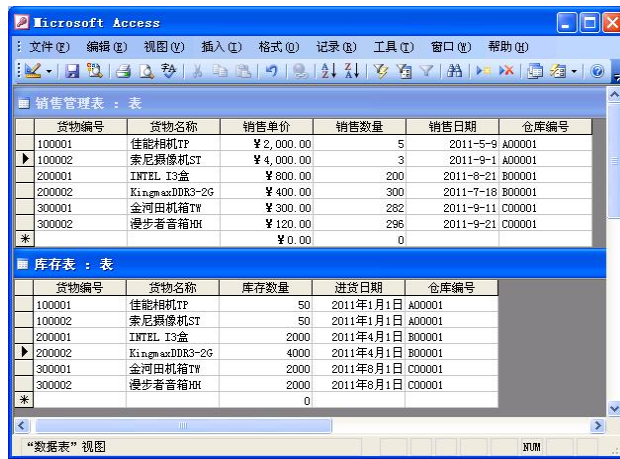 Microsoft Access
文件(F) 编辑(E) 视图(V) 插入(I) 格式(O) 记录(R) 工具(T) 窗口(W) 帮助(H)
销售管理表 : 表
货物编号 货物名称 销售单价 销售数量 销售日期 仓库编号
100001 佳能相机TP ¥2,000.00 5 2011-5-9 A00001
100002 索尼摄像机ST ¥4,000.00 3 2011-9-1 A00001
200001 INTEL I3盒 ¥800.00 200 2011-8-21 B00001
200002 KingmaxDDR3-2G ¥400.00 300 2011-7-18 B00001
300001 金河田机箱TW ¥300.00 282 2011-9-11 C00001
300002 漫步者音箱HH ¥120.00 296 2011-9-21 C00001
¥0.00 0
库存表 : 表
货物编号 货物名称 库存数量 进货日期 仓库编号
100001 佳能相机TP 50 2011年1月1日 A00001
100002 索尼摄像机ST 50 2011年1月1日 A00001
200001 INTEL I3盒 2000 2011年4月1日 B00001
200002 KingmaxDDR3-2G 4000 2011年4月1日 B00001
300001 金河田机箱TW 2000 2011年8月1日 C00001
300002 漫步者音箱HH 2000 2011年8月1日 C00001
0
“数据表”视图 NUM